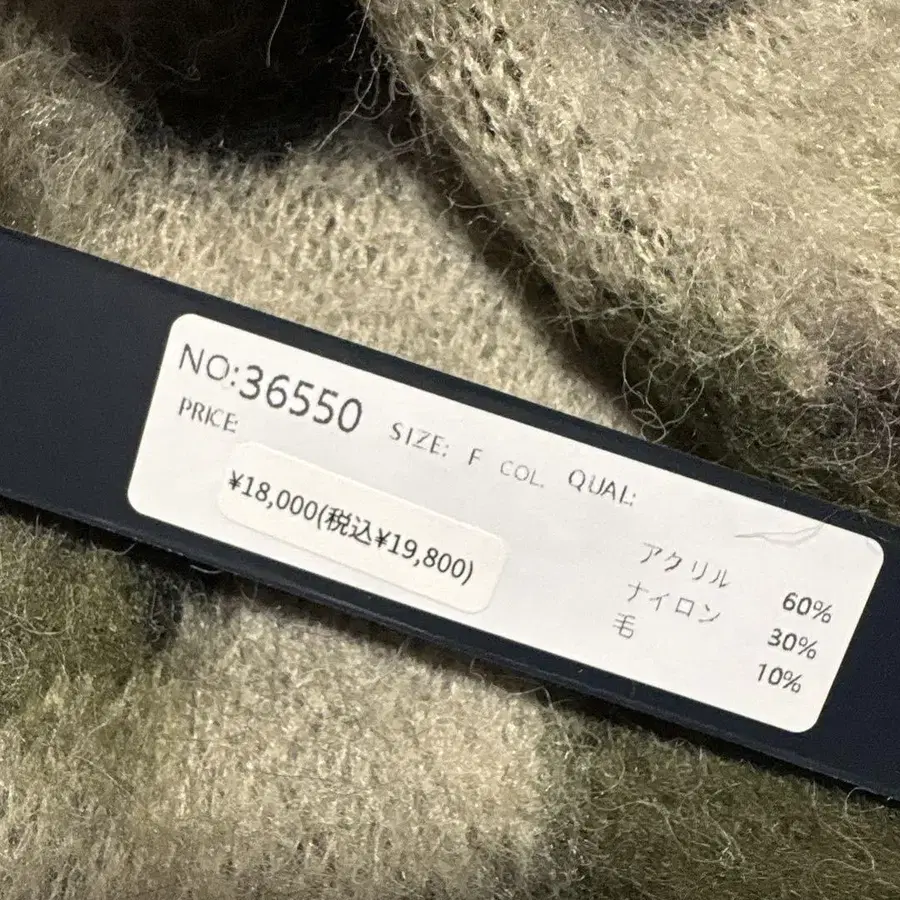 NO:36550 SIZE: F COL. QUAL:
PRICE:
¥18,000(税込¥19,800)
アクリル 60%
ナイロン 30%
毛 10%